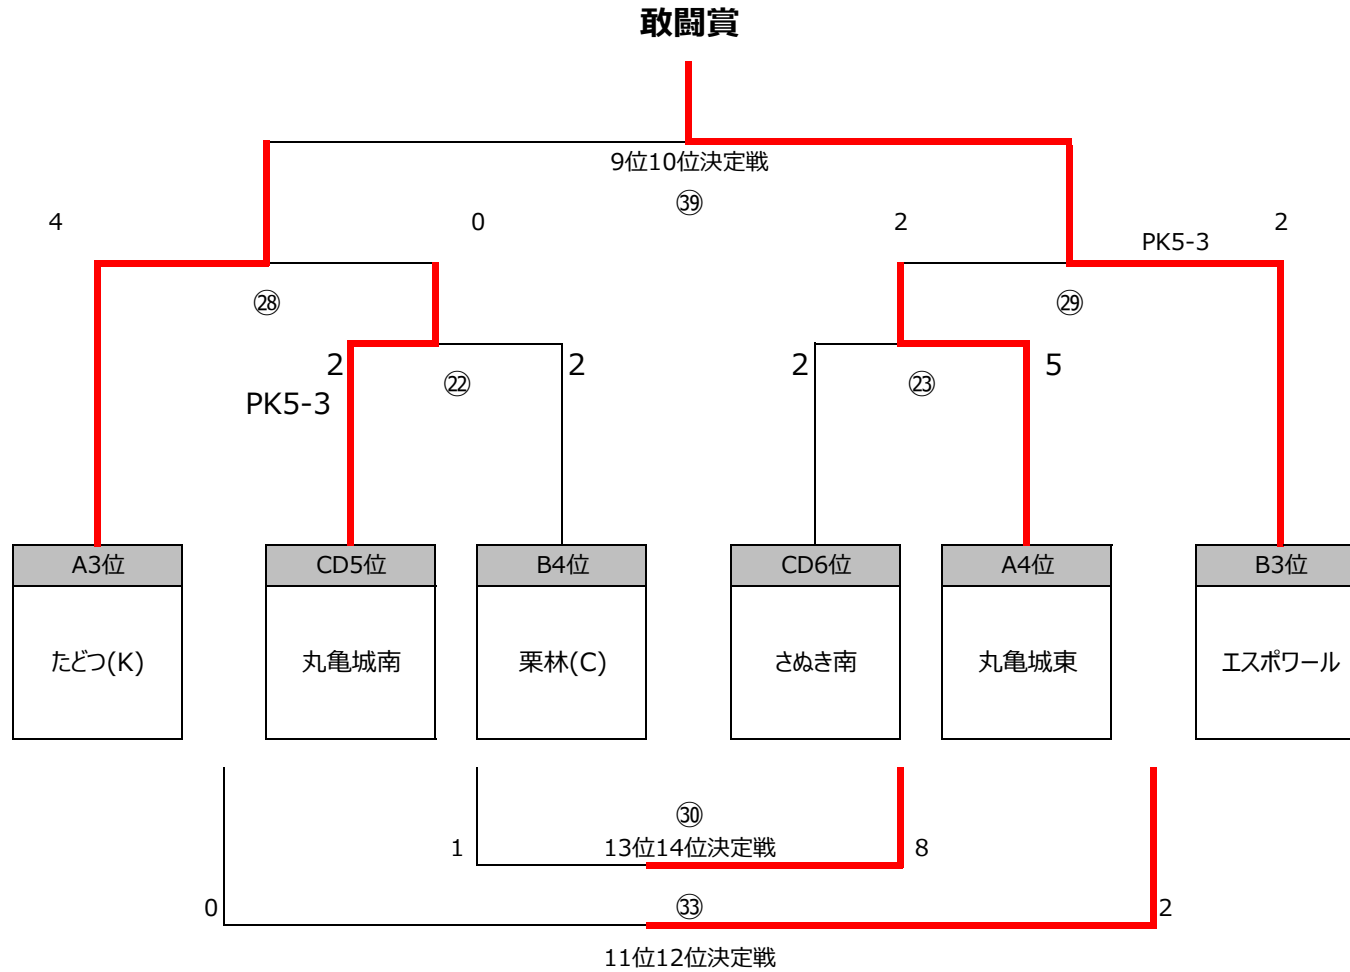 敢闘賞
9位10位決定戦
㊴
4
0
2
2
PK5-3
㉘
㉙
2
2
2
5
㉒
㉓
PK5-3
A3位
CD5位
B4位
CD6位
A4位
B3位
たどつ(K)
丸亀城南
栗林(C)
さぬき南
丸亀城東
エスポワール
㉚
1
13位14位決定戦
8
0
㉝
2
11位12位決定戦